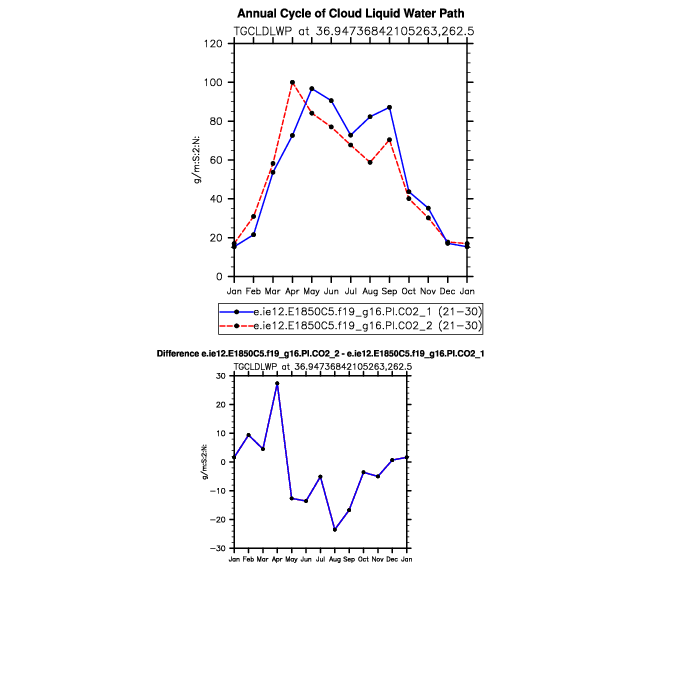 Annual Cycle of Cloud Liquid Water Path
TGCLDLWP at 36.94736842105263,262.5
120
100
80
60
40
20
0
g/m:S:2:N:
Jan Feb Mar Apr May Jun Jul Aug Sep Oct Nov Dec Jan
e.ie12.E1850C5.f19_g16.PI.CO2_1 (21-30)
e.ie12.E1850C5.f19_g16.PI.CO2_2 (21-30)
Difference e.ie12.E1850C5.f19_g16.PI.CO2_2 - e.ie12.E1850C5.f19_g16.PI.CO2_1
TGCLDLWP at 36.94736842105263,262.5
30
20
10
0
-10
-20
-30
g/m:S:2:N:
Jan Feb Mar Apr May Jun Jul Aug Sep Oct Nov Dec Jan